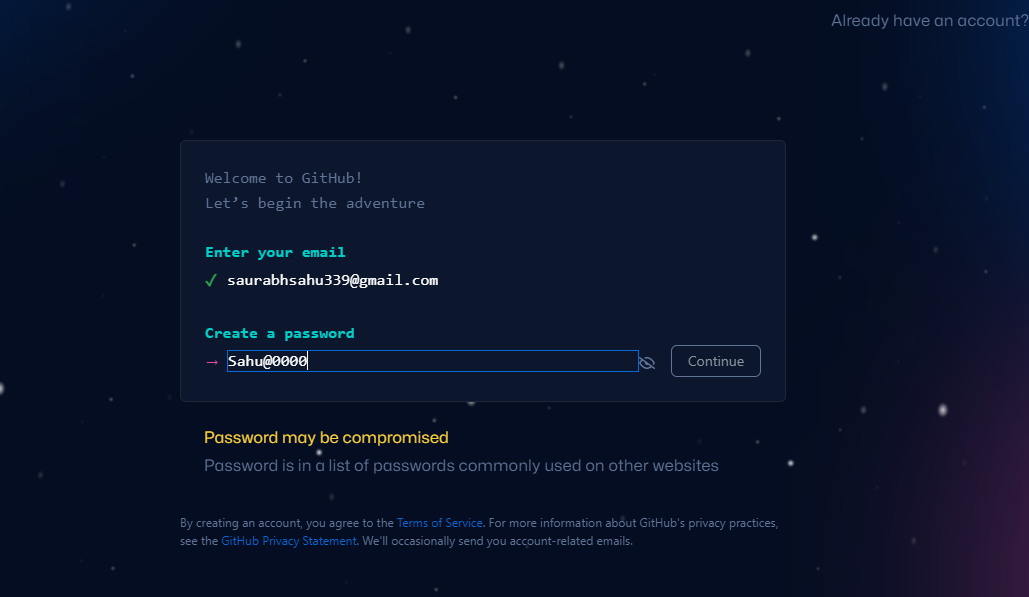 Already have an account?
Welcome to GitHub!
Let’s begin the adventure
Enter your email
✓ saurabhsahu339@gmail.com
Create a password
→ Sahu@0000
Continue
Password may be compromised
Password is in a list of passwords commonly used on other websites
By creating an account, you agree to the Terms of Service. For more information about GitHub's privacy practices,
see the GitHub Privacy Statement. We'll occasionally send you account-related emails.